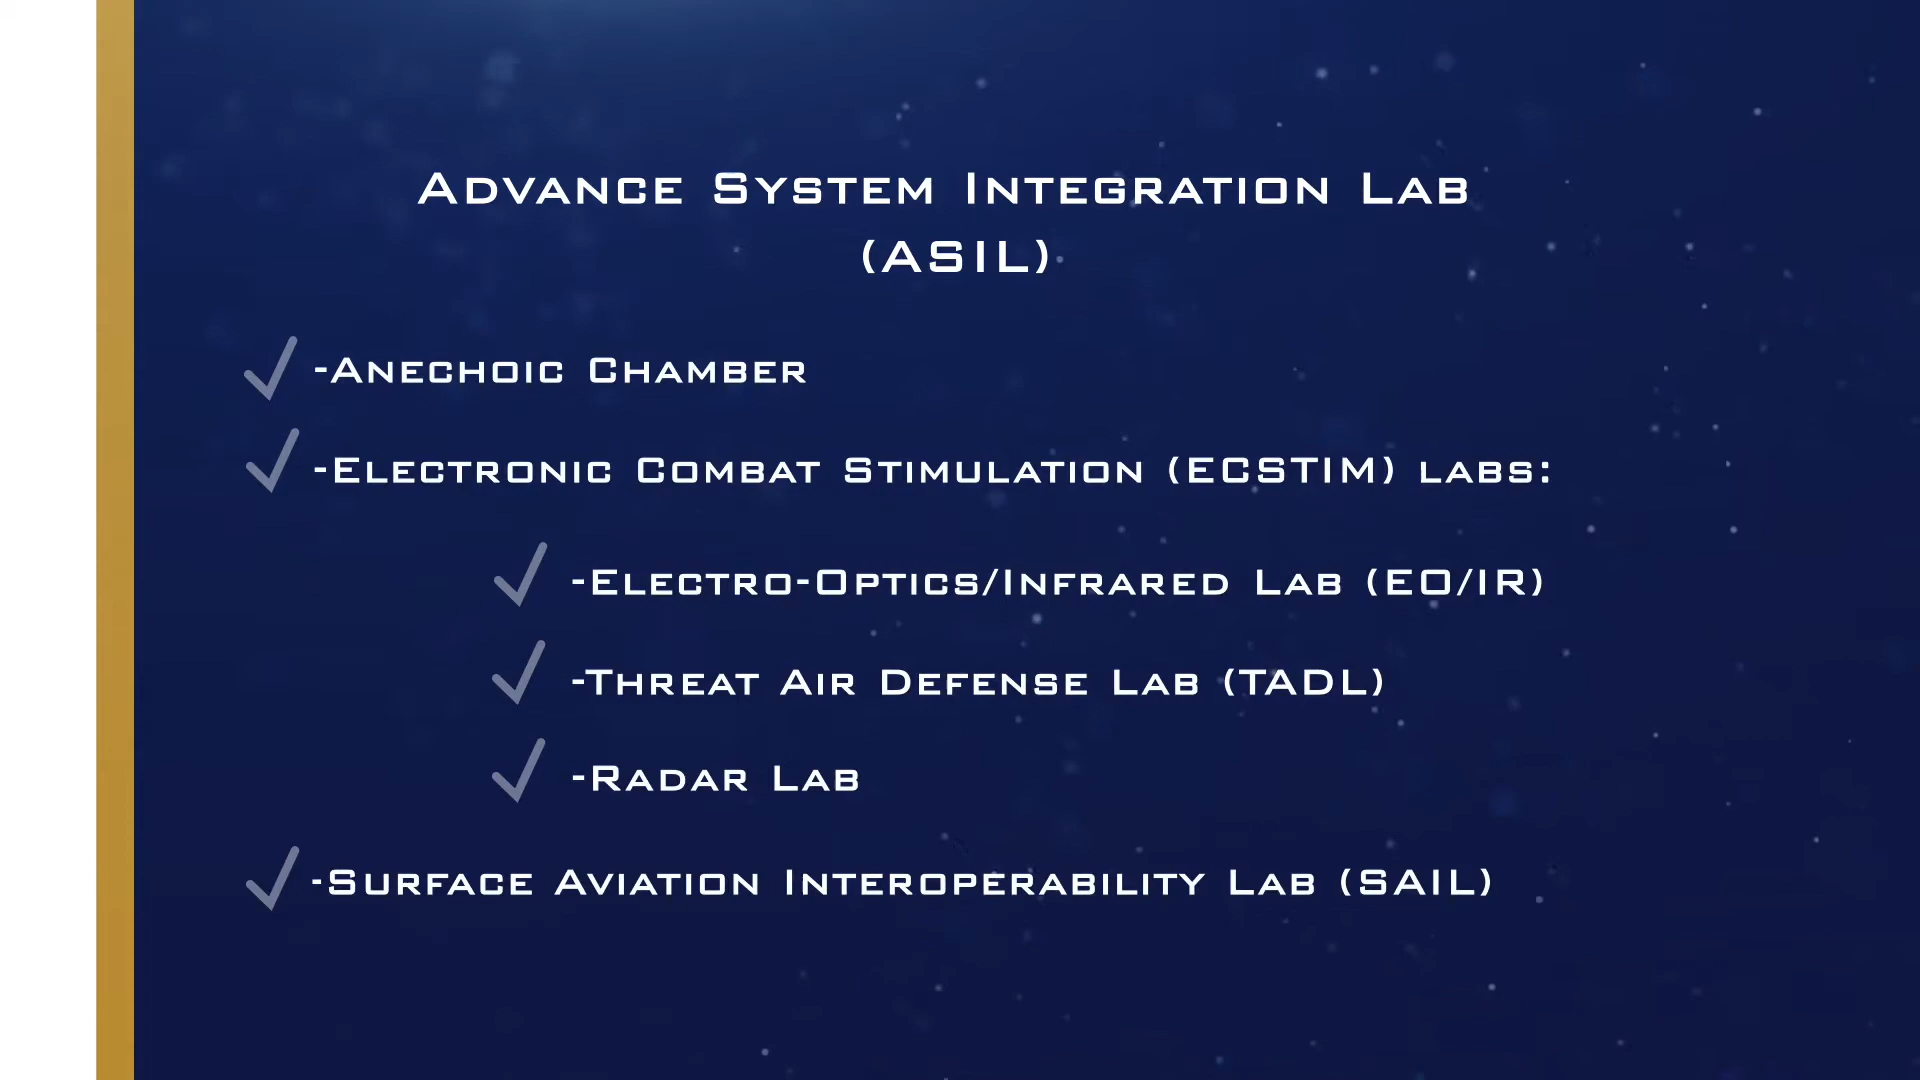 Advance System Integration Lab
(ASIL)
-Anechoic Chamber
-Electronic Combat Stimulation (ECSTIM) labs:
-Electro-Optics/Infrared Lab (EO/IR)
-Threat Air Defense Lab (TADL)
-Radar Lab
-Surface Aviation Interoperability Lab (SAIL)